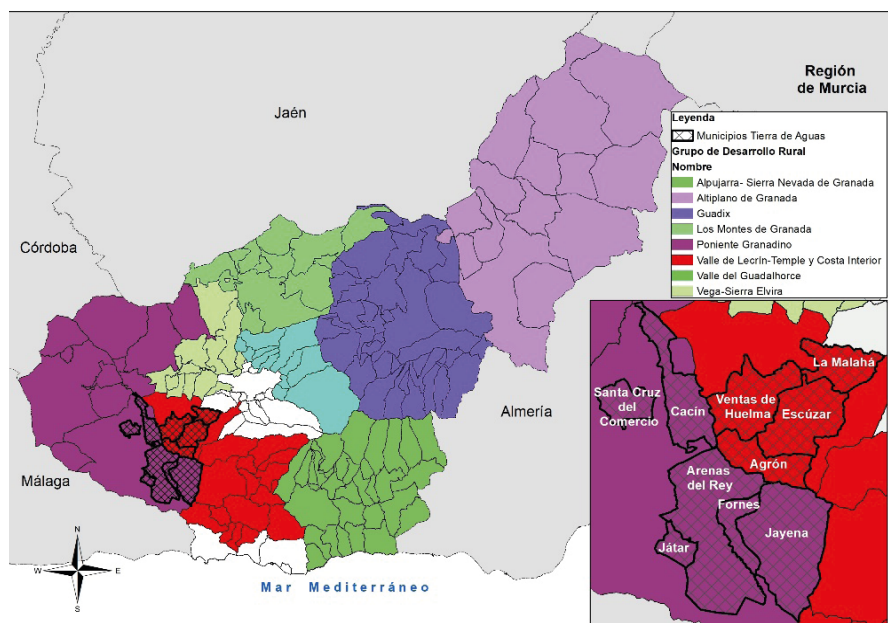 Región
de Murcia
Jaén
Leyenda
Municipios Tierra de Aguas
Grupo de Desarrollo Rural
Nombre
Alpujarra- Sierra Nevada de Granada
Altiplano de Granada
Guadix
Los Montes de Granada
Poniente Granadino
Valle de Lecrín-Temple y Costa Interior
Valle del Guadalhorce
Vega-Sierra Elvira
Córdoba
Almería
Málaga
N
W
E
S
Mar Mediterráneo
La Malahá
Santa Cruz
del
Comercio
Cacín
Ventas de
Huelma
Escúzar
Agrón
Arenas
del Rey
Fornes
Jayena
Játar